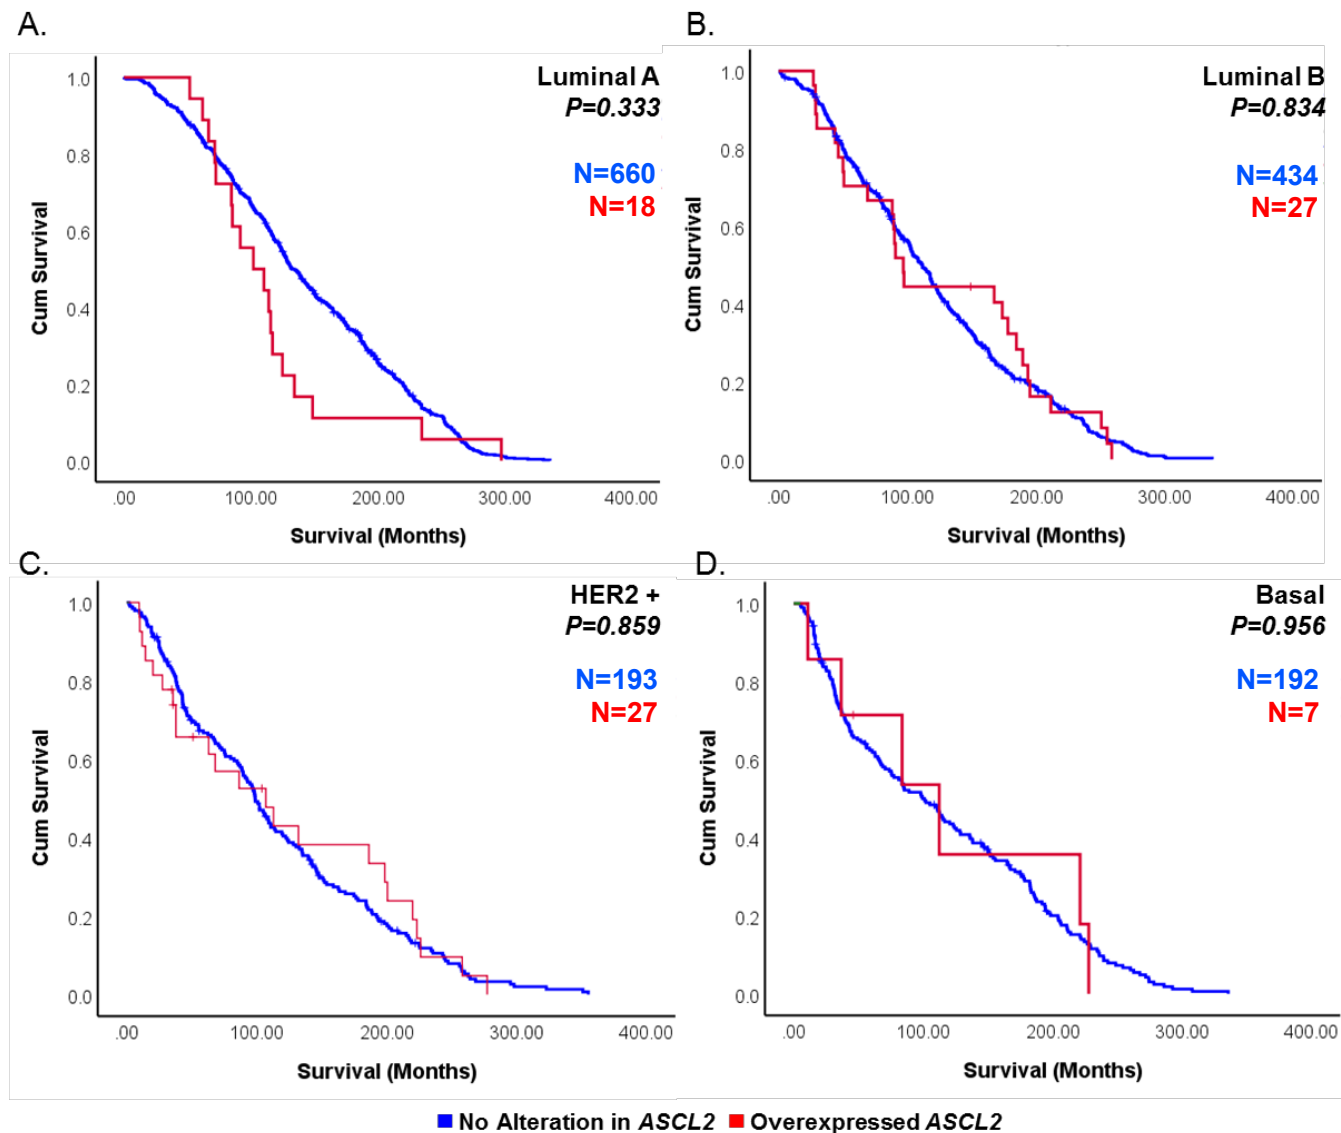 A.
Luminal A
P=0.333
N=660
N=18
1.0
0.8
0.6
0.4
0.2
0.0
Cum Survival
.00 100.00 200.00 300.00 400.00
Survival (Months)
B.
Luminal B
P=0.834
N=434
N=27
1.0
0.8
0.6
0.4
0.2
0.0
Cum Survival
.00 100.00 200.00 300.00 400.00
Survival (Months)
C.
HER2 +
P=0.859
N=193
N=27
1.0
0.8
0.6
0.4
0.2
0.0
Cum Survival
.00 100.00 200.00 300.00 400.00
Survival (Months)
D.
Basal
P=0.956
N=192
N=7
1.0
0.8
0.6
0.4
0.2
0.0
Cum Survival
.00 100.00 200.00 300.00 400.00
Survival (Months)
No Alteration in ASCL2 Overexpressed ASCL2